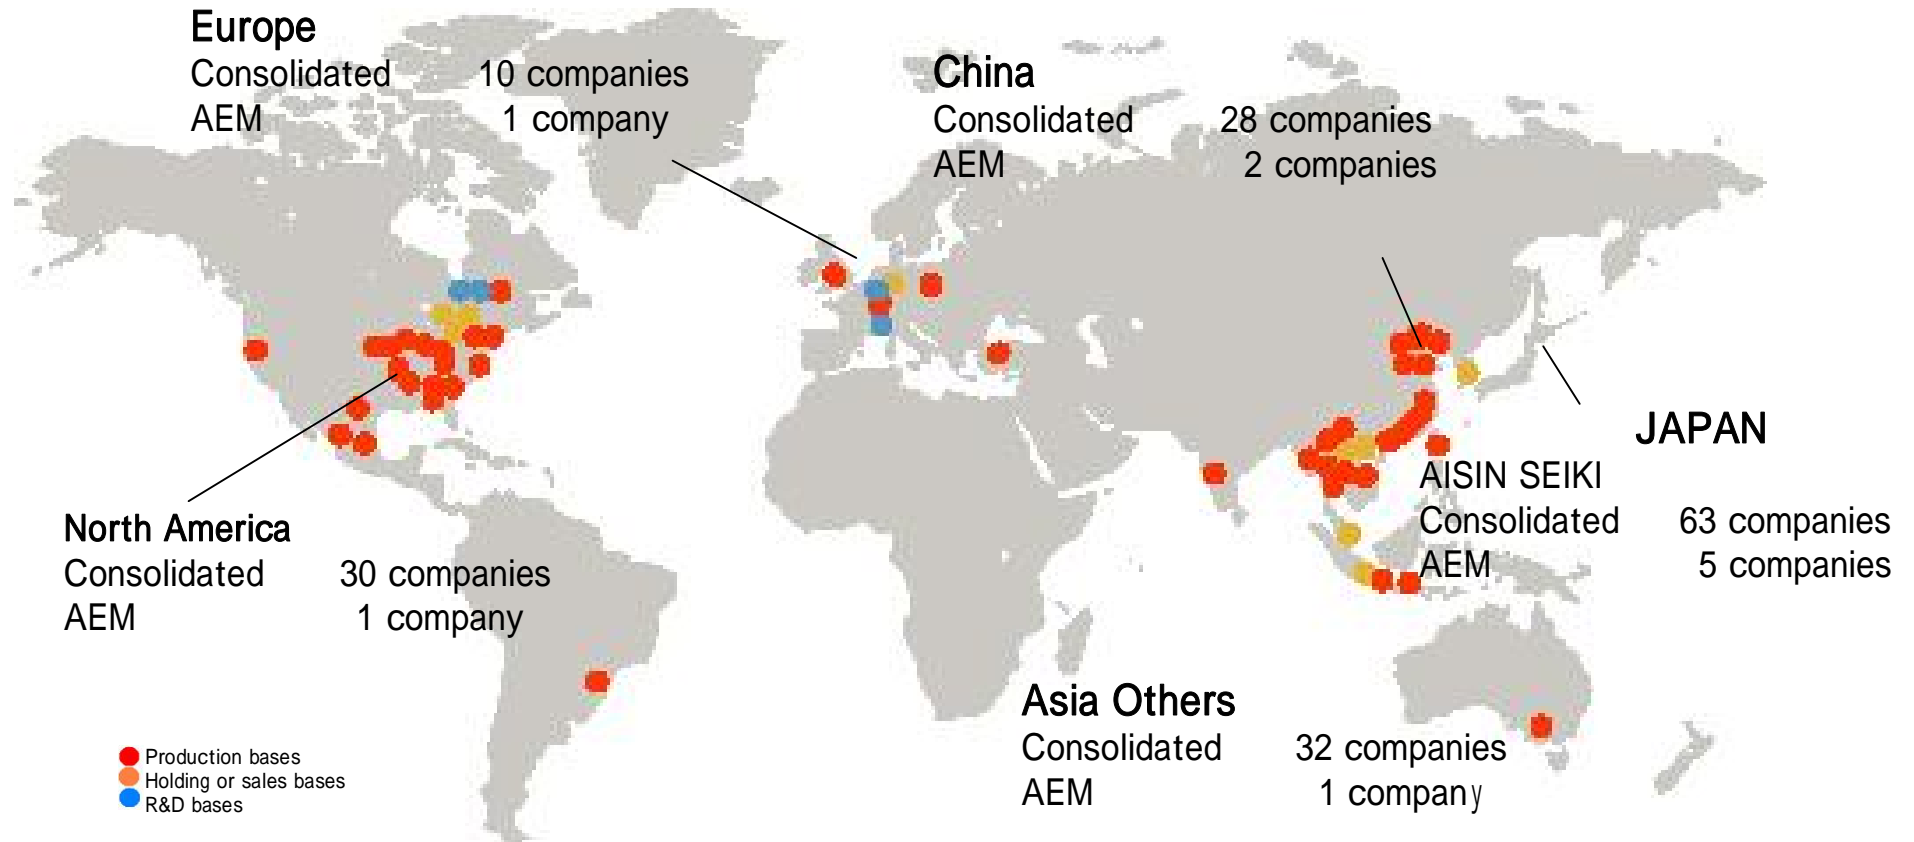 Europe
Consolidated 10 companies
AEM 1 company
China
Consolidated 28 companies
AEM 2 companies
JAPAN
AISIN SEIKI
Consolidated 63 companies
AEM 5 companies
North America
Consolidated 30 companies
AEM 1 company
Asia Others
Consolidated 32 companies
AEM 1 company
Production bases
Holding or sales bases
R&D bases